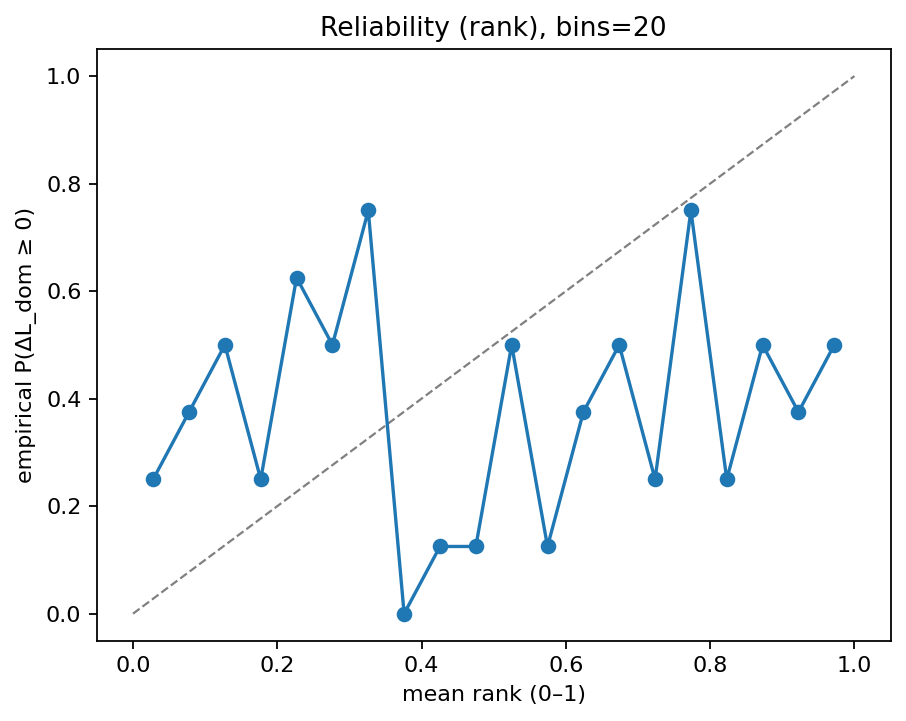 Reliability (rank), bins=20
1.0
0.8
0.6
0.4
0.2
0.0
empirical P(ΔL_dom ≥ 0)
0.0 0.2 0.4 0.6 0.8 1.0
mean rank (0–1)